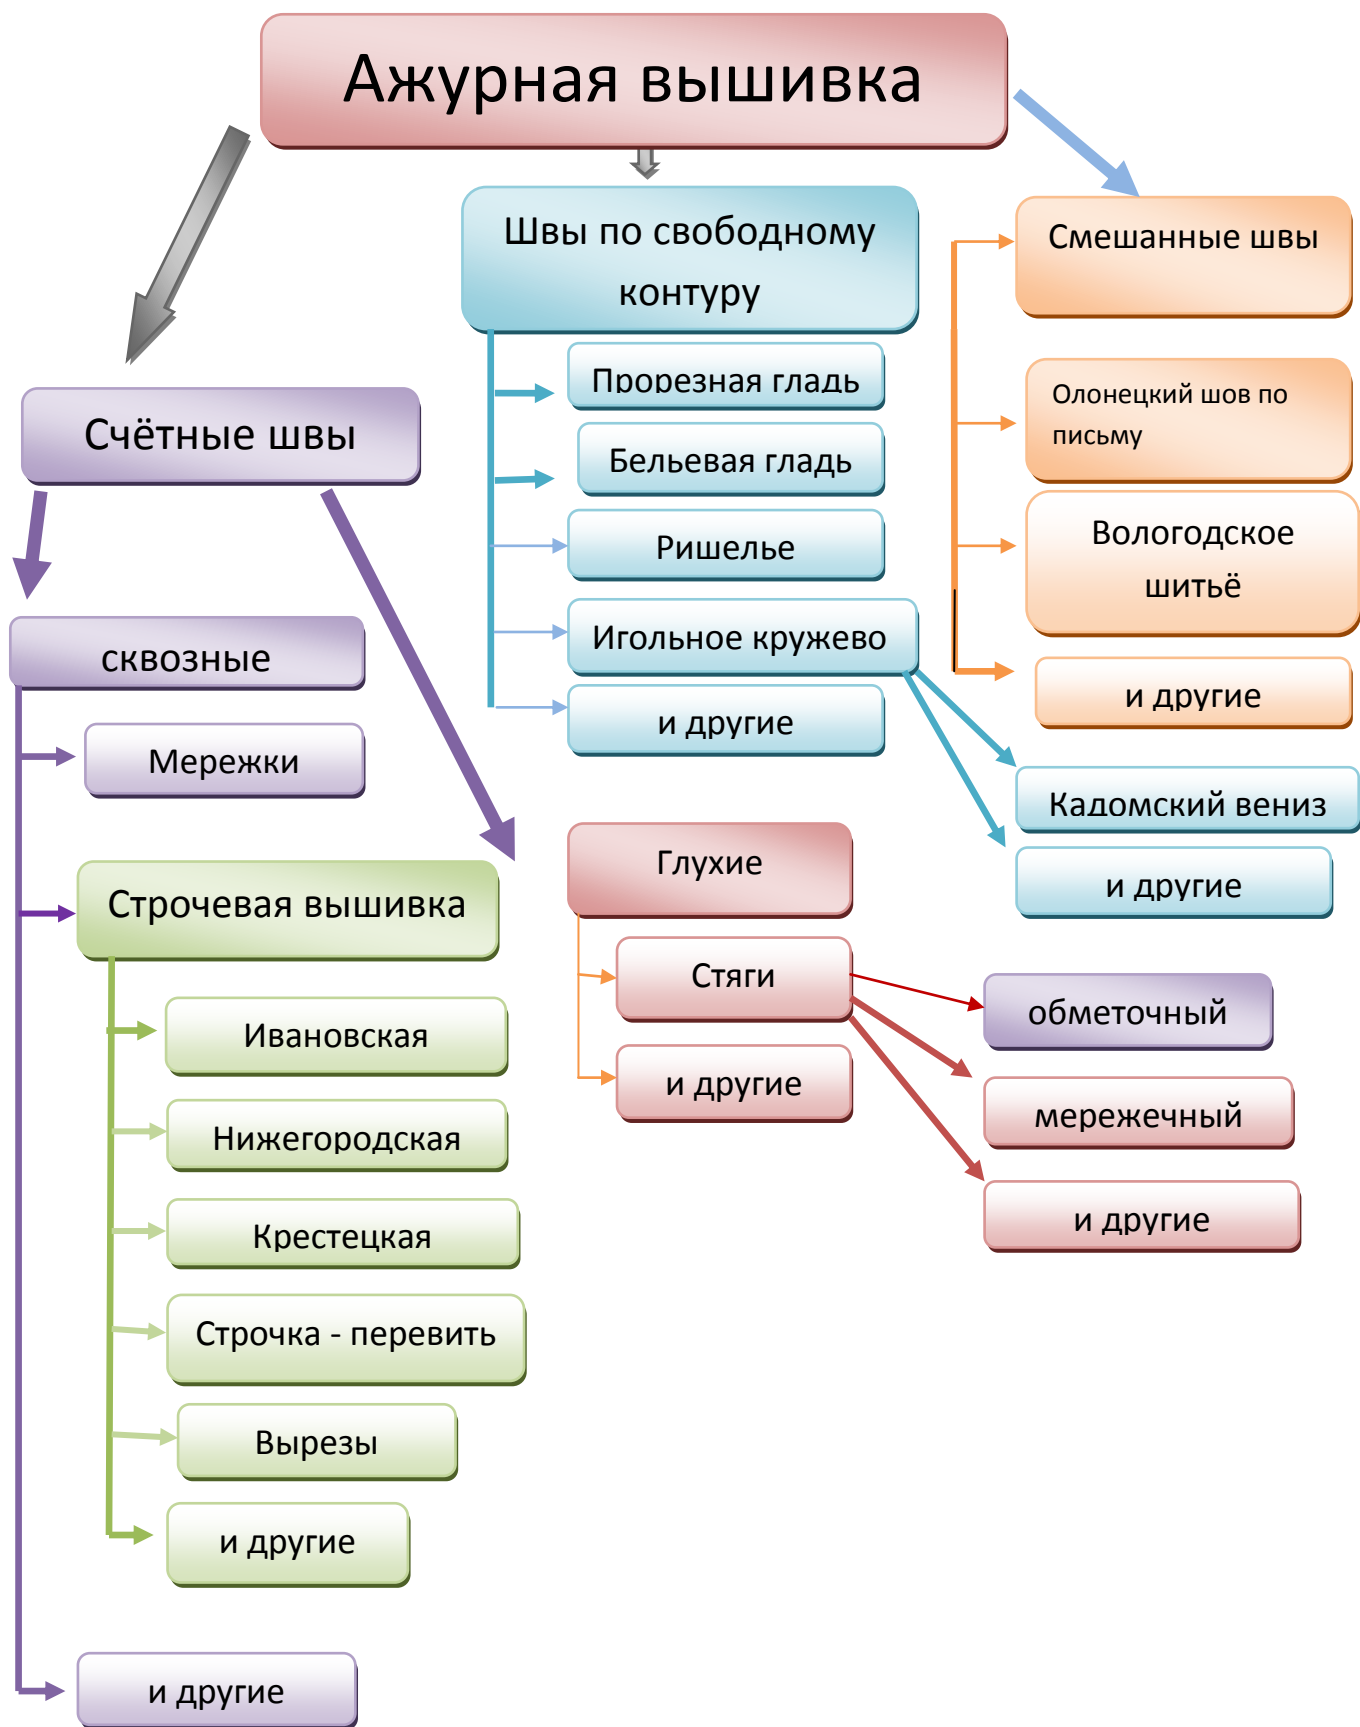 Ажурная вышивка
Швы по свободному
контуру
Прорезная гладь
Бельевая гладь
Ришелье
Игольное кружево
и другие
Кадомский вениз
и другие
Смешанные швы
Олонецкий шов по
письму
Вологодское
шитьё
и другие
Счётные швы
сквозные
Мережки
Строчевая вышивка
Ивановская
Нижегородская
Крестецкая
Строчка - перевить
Вырезы
и другие
и другие
Глухие
Стяги
и другие
обметочный
мережечный
и другие